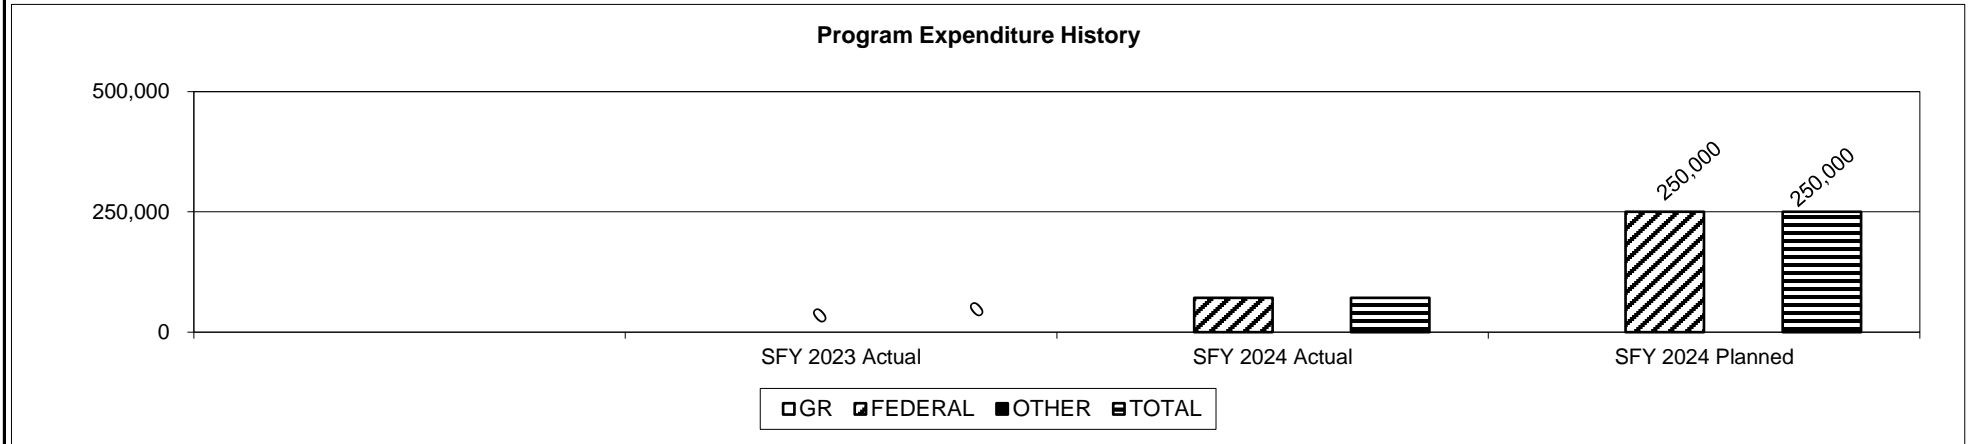 Program Expenditure History
500,000
250,000
0
0
0
250,000
250,000
SFY 2023 Actual
SFY 2024 Actual
SFY 2024 Planned
GR FEDERAL OTHER TOTAL